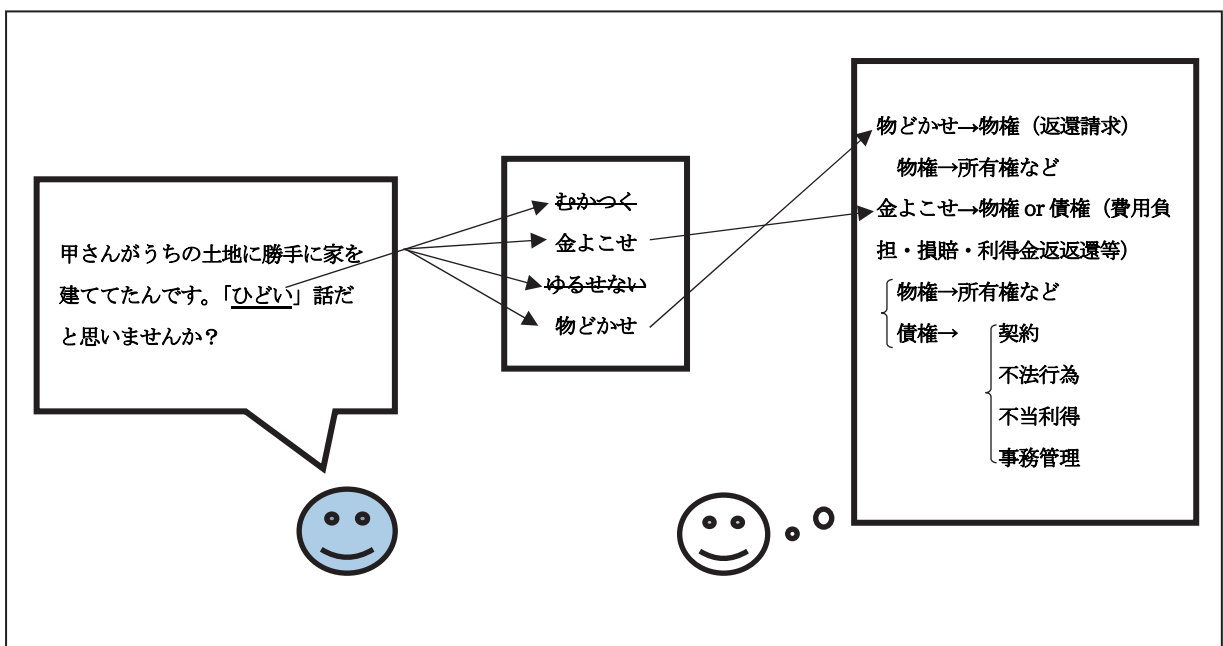 甲さんがうちの土地に勝手に家を
建ててたんです。「ひどい」話だ
と思いませんか?
むかつく
金よこせ
ゆるせない
物どかせ
物どかせ→物権(返還請求)
物権→所有権など
金よこせ→物権 or 債権(費用負
担・損賠・利得金返返還等)
物権→所有権など
債権→
契約
不法行為
不当利得
事務管理